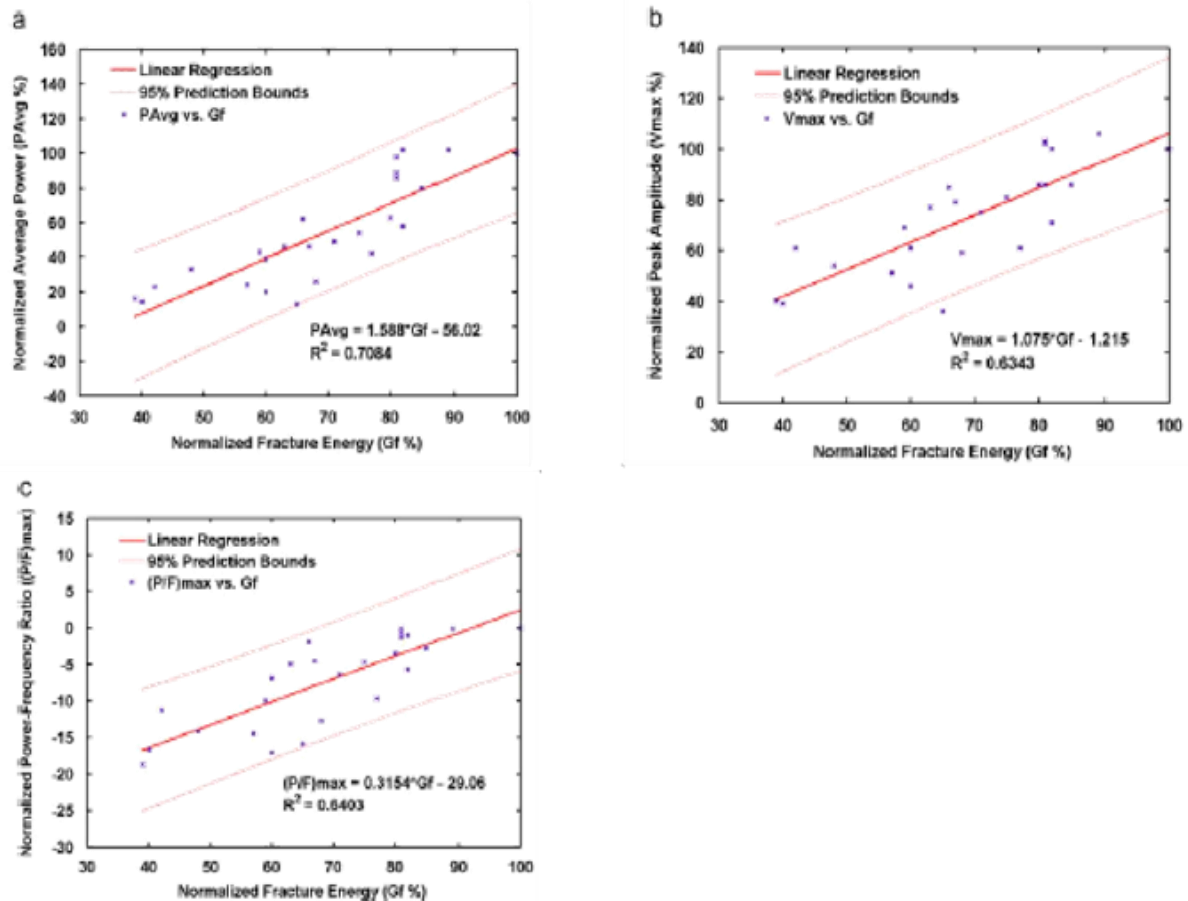 a
160
140
120
100
80
60
40
20
0
-20
-40
30 40 50 60 70 80 90 100
Normalized Average Power (PAvg %)
Normalized Fracture Energy (Gf %)
Linear Regression
95% Prediction Bounds
PAvg vs. Gf
PAvg = 1.588*Gf - 56.02
R² = 0.7084
b
140
120
100
80
60
40
20
0
30 40 50 60 70 80 90 100
Normalized Peak Amplitude (Vmax %)
Normalized Fracture Energy (Gf %)
Linear Regression
95% Prediction Bounds
Vmax vs. Gf
Vmax = 1.075*Gf - 1.215
R² = 0.6343
c
15
10
5
0
-5
-10
-15
-20
-25
-30
30 40 50 60 70 80 90 100
Normalized Power-Frequency Ratio ((P/F)max)
Normalized Fracture Energy (Gf %)
Linear Regression
95% Prediction Bounds
(P/F)max vs. Gf
(P/F)max = 0.3154*Gf - 29.06
R² = 0.6403